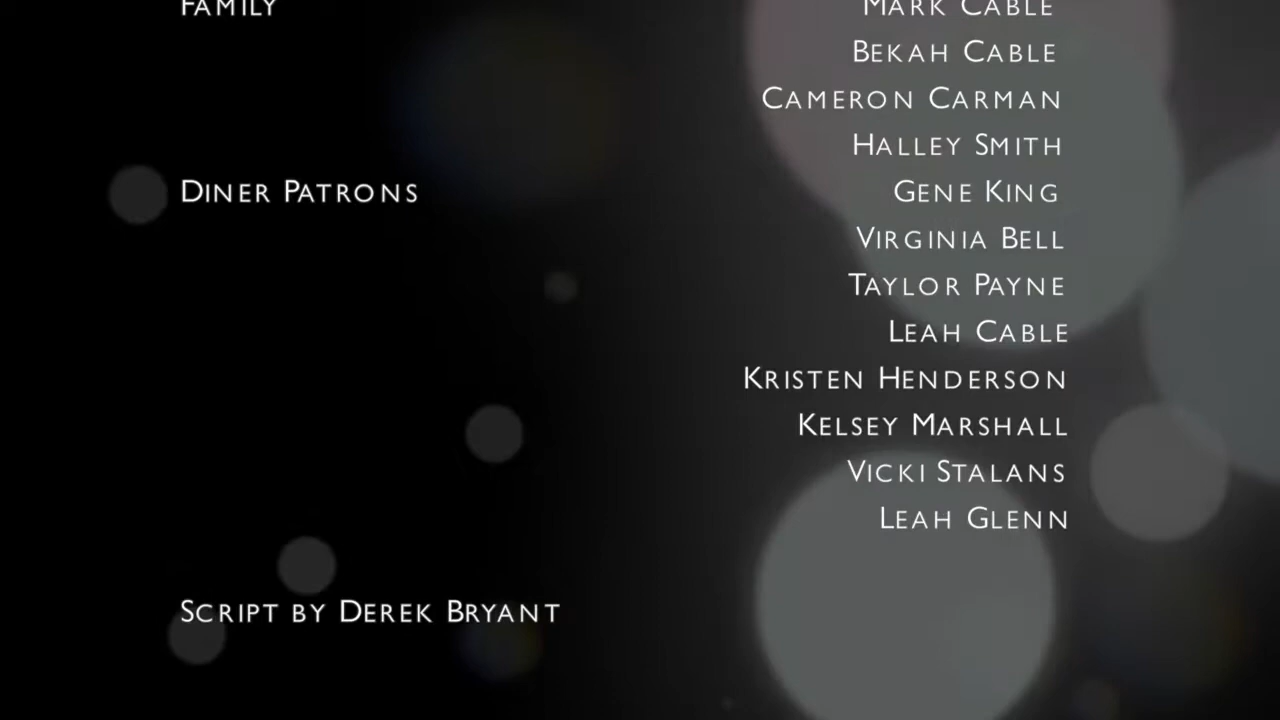 FAMILY MARK CABLE
BEKAH CABLE
CAMERON CARMAN
HALLEY SMITH
DINER PATRONS GENE KING
VIRGINIA BELL
TAYLOR PAYNE
LEAH CABLE
KRISTEN HENDERSON
KELSEY MARSHALL
VICKI STALANS
LEAH GLENN
SCRIPT BY DEREK BRYANT